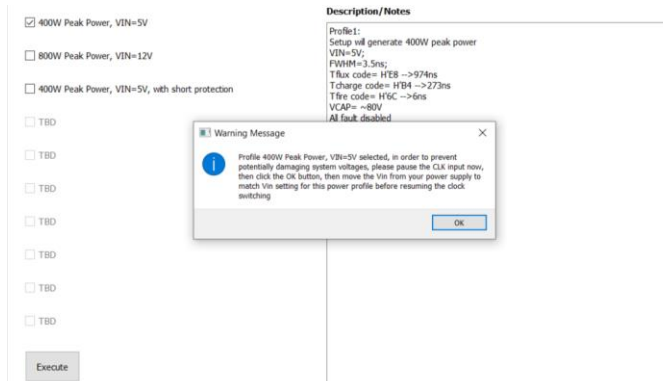 Description/Notes
400W Peak Power, VIN=5V
800W Peak Power, VIN=12V
400W Peak Power, VIN=5V, with short protection
TBD
TBD
TBD
TBD
TBD
TBD
TBD
Execute
Profile1:
Setup will generate 400W peak power
VIN=5V;
FWHM=3.5ns;
Tflux code= H'E8 -->974ns
Tcharge code= H'B4 -->273ns
Tfire code= H'6C -->6ns
VCAP= ~80V
All fault disabled
Warning Message
Profile 400W Peak Power, VIN=5V selected, in order to prevent
potentially damaging system voltages, please pause the CLK input now,
then click the OK button, then move the Vin from your power supply to
match Vin setting for this power profile before resuming the clock
switching
OK